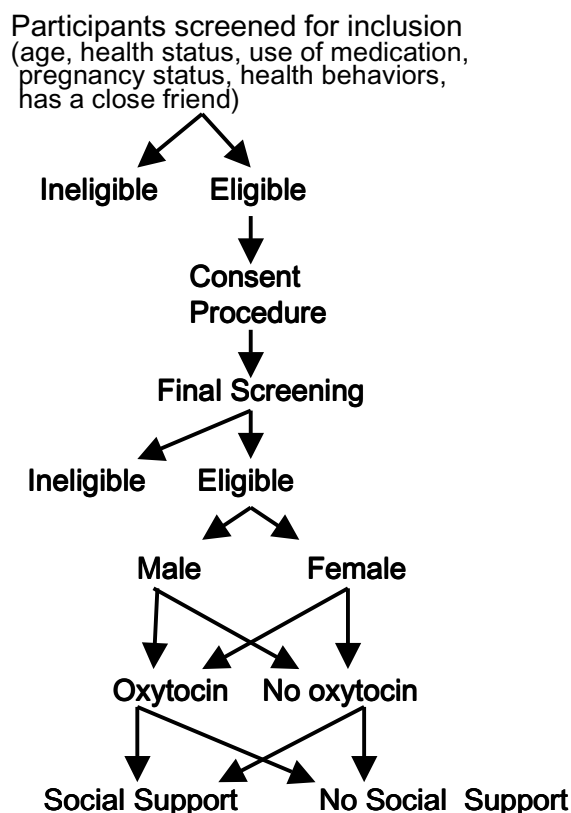 Participants screened for inclusion
(age, health status, use of medication,
pregnancy status, health behaviors,
has a close friend)
Ineligible Eligible
Consent
Procedure
Final Screening
Ineligible Eligible
Male Female
Oxytocin No oxytocin
Social Support No Social Support